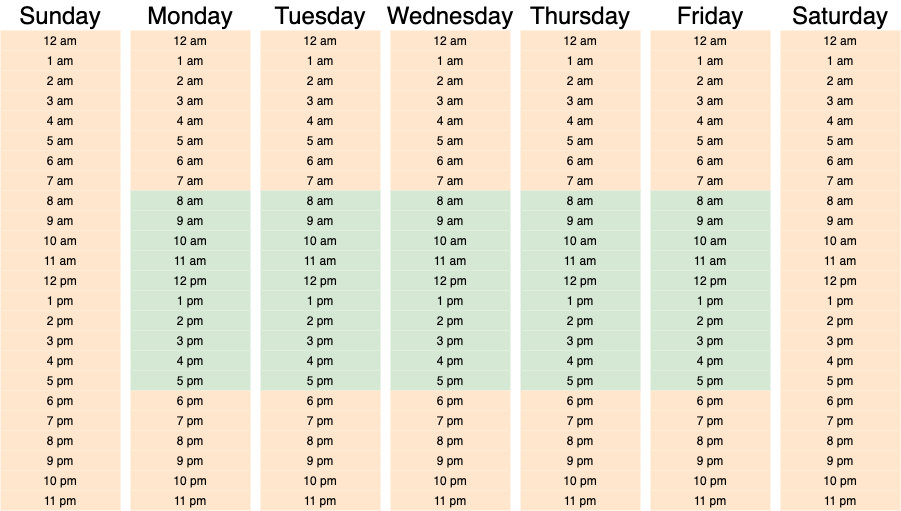 Sunday Monday Tuesday Wednesday Thursday Friday Saturday
12 am 12 am 12 am 12 am 12 am 12 am 12 am
1 am 1 am 1 am 1 am 1 am 1 am 1 am
2 am 2 am 2 am 2 am 2 am 2 am 2 am
3 am 3 am 3 am 3 am 3 am 3 am 3 am
4 am 4 am 4 am 4 am 4 am 4 am 4 am
5 am 5 am 5 am 5 am 5 am 5 am 5 am
6 am 6 am 6 am 6 am 6 am 6 am 6 am
7 am 7 am 7 am 7 am 7 am 7 am 7 am
8 am 8 am 8 am 8 am 8 am 8 am 8 am
9 am 9 am 9 am 9 am 9 am 9 am 9 am
10 am 10 am 10 am 10 am 10 am 10 am 10 am
11 am 11 am 11 am 11 am 11 am 11 am 11 am
12 pm 12 pm 12 pm 12 pm 12 pm 12 pm 12 pm
1 pm 1 pm 1 pm 1 pm 1 pm 1 pm 1 pm
2 pm 2 pm 2 pm 2 pm 2 pm 2 pm 2 pm
3 pm 3 pm 3 pm 3 pm 3 pm 3 pm 3 pm
4 pm 4 pm 4 pm 4 pm 4 pm 4 pm 4 pm
5 pm 5 pm 5 pm 5 pm 5 pm 5 pm 5 pm
6 pm 6 pm 6 pm 6 pm 6 pm 6 pm 6 pm
7 pm 7 pm 7 pm 7 pm 7 pm 7 pm 7 pm
8 pm 8 pm 8 pm 8 pm 8 pm 8 pm 8 pm
9 pm 9 pm 9 pm 9 pm 9 pm 9 pm 9 pm
10 pm 10 pm 10 pm 10 pm 10 pm 10 pm 10 pm
11 pm 11 pm 11 pm 11 pm 11 pm 11 pm 11 pm